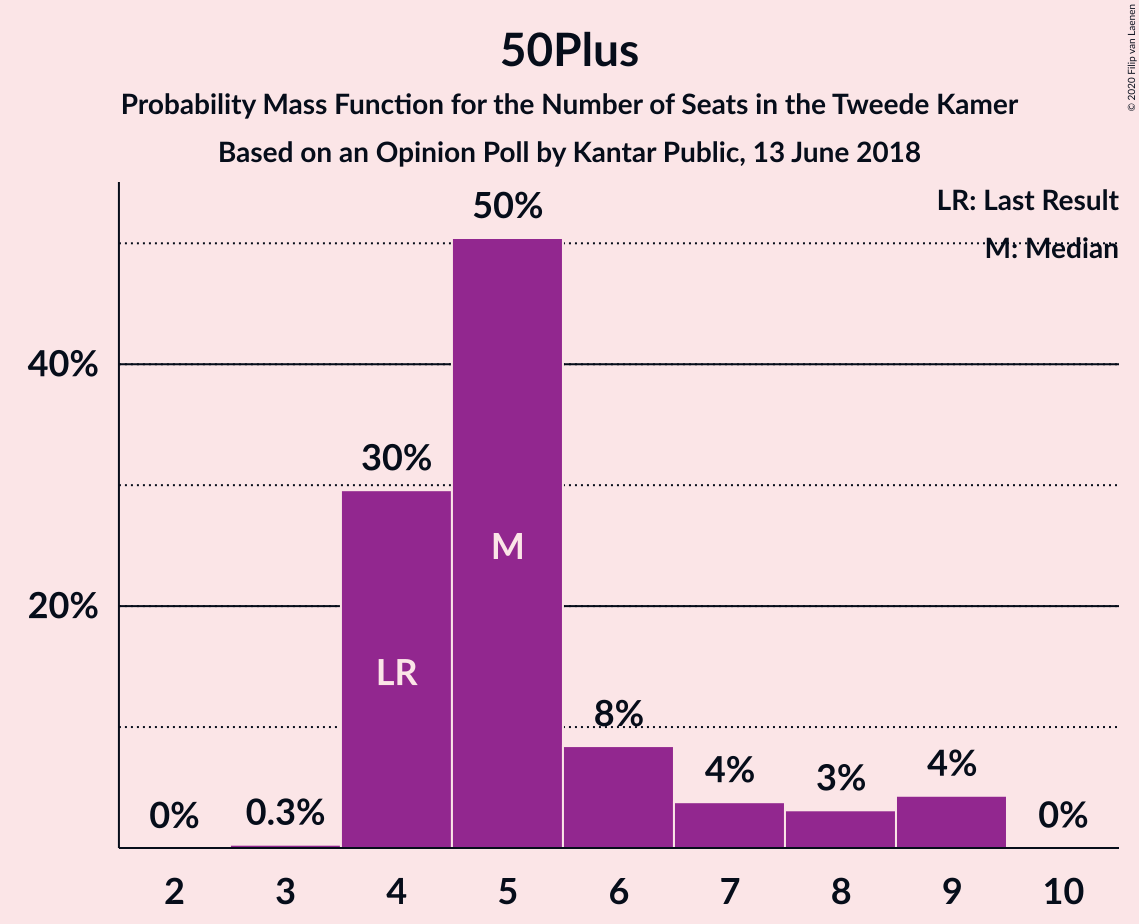 50Plus
Probability Mass Function for the Number of Seats in the Tweede Kamer
Based on an Opinion Poll by Kantar Public, 13 June 2018
© 2020 Filip van Laenen
LR: Last Result
M: Median
50%
40%
30%
M
20%
LR
8%
4%
3%
4%
0%
0.3%
0%
2 3 4 5 6 7 8 9 10